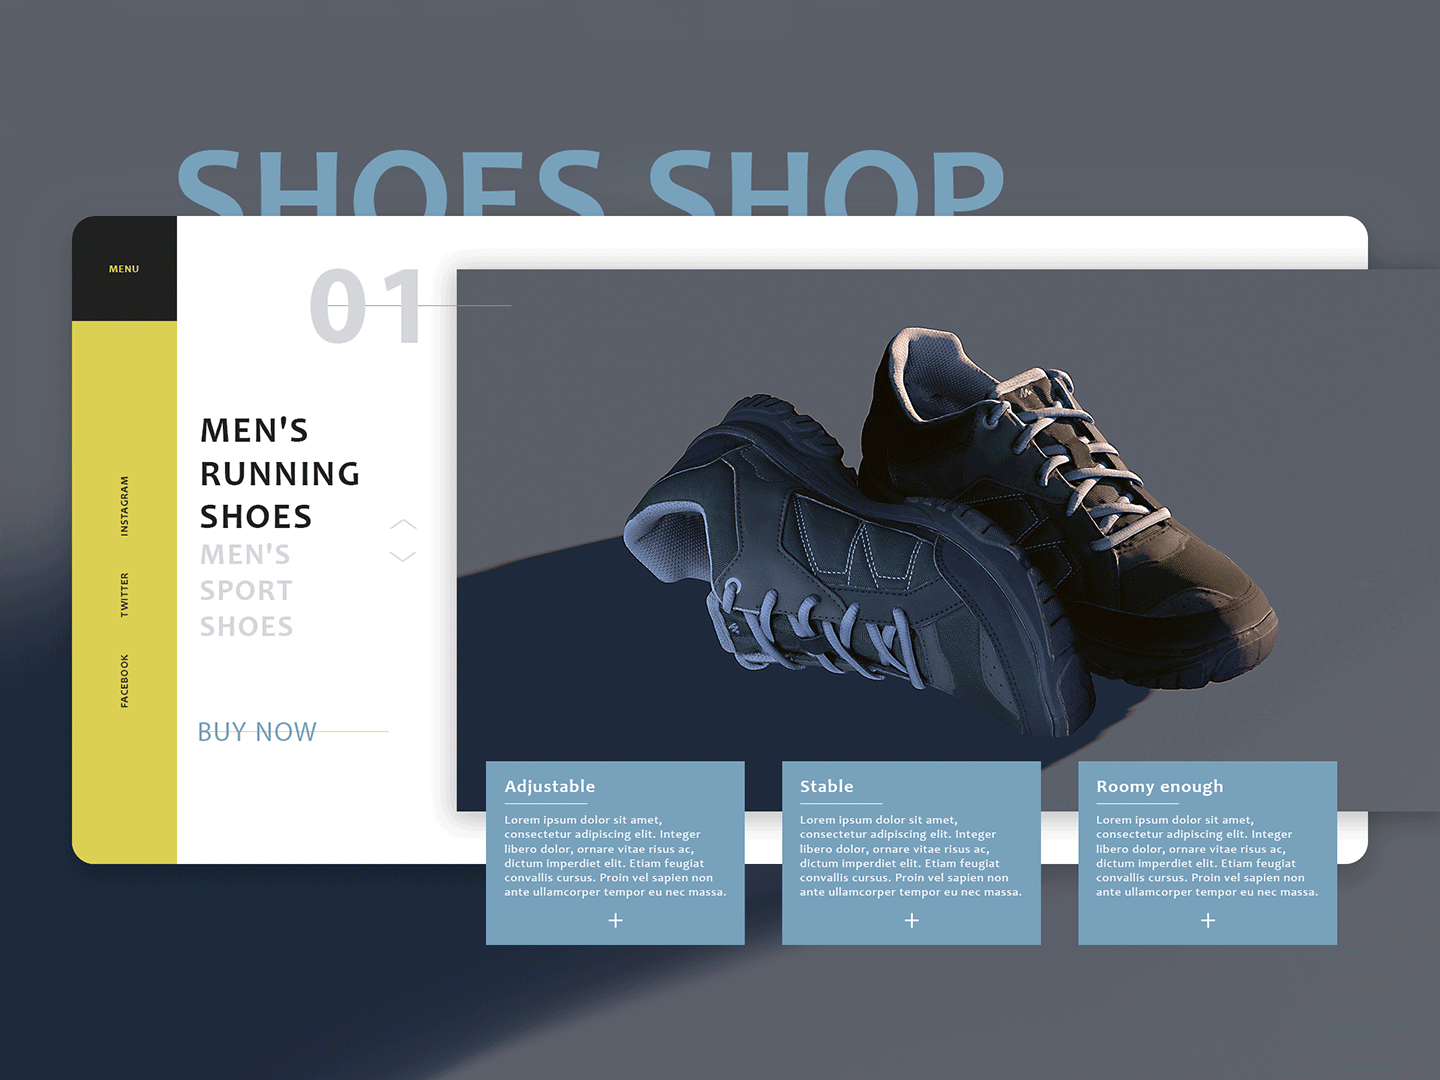 SHOES SHOP
MENU
01
MEN'S
RUNNING
SHOES
MEN'S
SPORT
SHOES
INSTAGRAM
TWITTER
FACEBOOK
BUY NOW
Adjustable
Lorem ipsum dolor sit amet,
consectetur adipiscing elit. Integer
libero dolor, ornare vitae risus ac,
dictum imperdiet elit. Etiam feugiat
convallis cursus. Proin vel sapien non
ante ullamcorper tempor eu nec massa.
+
Stable
Lorem ipsum dolor sit amet,
consectetur adipiscing elit. Integer
libero dolor, ornare vitae risus ac,
dictum imperdiet elit. Etiam feugiat
convallis cursus. Proin vel sapien non
ante ullamcorper tempor eu nec massa.
+
Roomy enough
Lorem ipsum dolor sit amet,
consectetur adipiscing elit. Integer
libero dolor, ornare vitae risus ac,
dictum imperdiet elit. Etiam feugiat
convallis cursus. Proin vel sapien non
ante ullamcorper tempor eu nec massa.
+